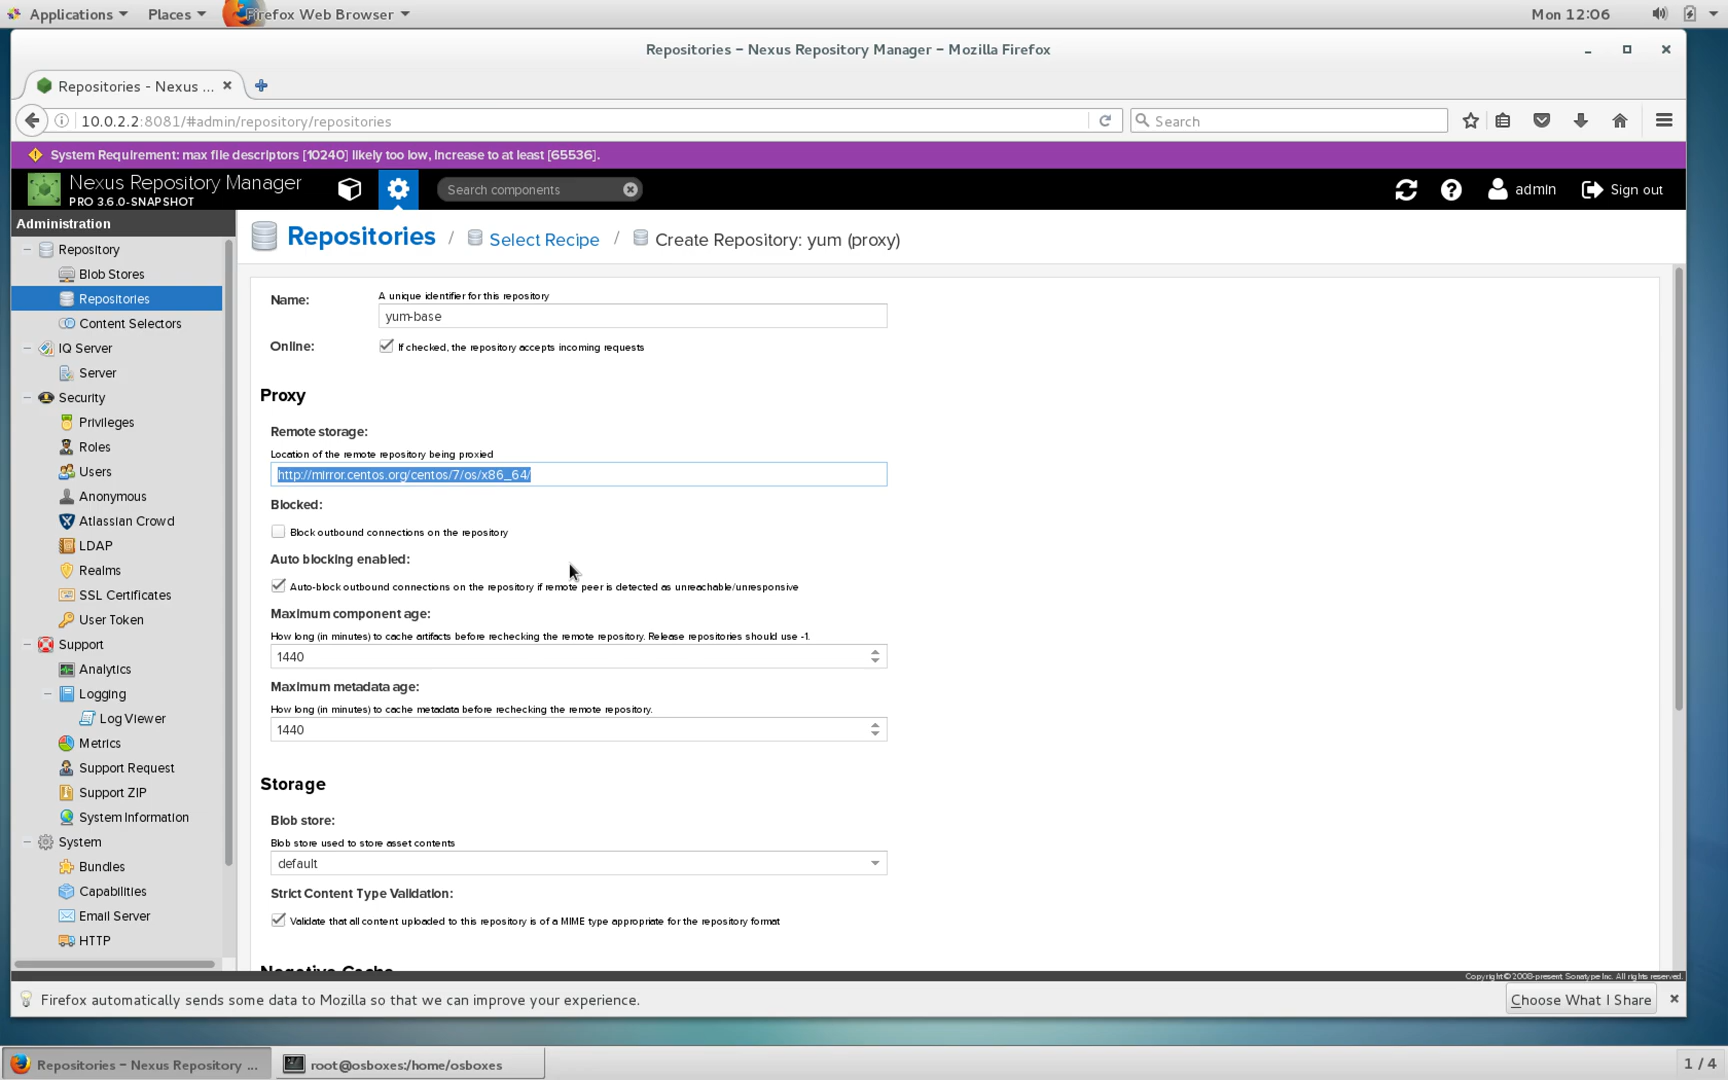 Applications Places Firefox Web Browser Mon 12:06
Repositories – Nexus Repository Manager – Mozilla Firefox
Repositories - Nexus ...
10.0.2.2:8081/#admin/repository/repositories
Search
System Requirement: max file descriptors [10240] likely too low, increase to at least [65536].
Nexus Repository Manager
PRO 3.6.0-SNAPSHOT
Search components
admin
Sign out
Administration
Repository
Blob Stores
Repositories
Content Selectors
IQ Server
Server
Security
Privileges
Roles
Users
Anonymous
Atlassian Crowd
LDAP
Realms
SSL Certificates
User Token
Support
Analytics
Logging
Log Viewer
Metrics
Support Request
Support ZIP
System Information
System
Bundles
Capabilities
Email Server
HTTP
Repositories / Select Recipe / Create Repository: yum (proxy)
Name:
A unique identifier for this repository
yum-base
Online:
If checked, the repository accepts incoming requests
Proxy
Remote storage:
Location of the remote repository being proxied
http://mirror.centos.org/centos/7/os/x86_64/
Blocked:
Block outbound connections on the repository
Auto blocking enabled:
Auto-block outbound connections on the repository if remote peer is detected as unreachable/unresponsive
Maximum component age:
How long (in minutes) to cache artifacts before rechecking the remote repository. Release repositories should use -1.
1440
Maximum metadata age:
How long (in minutes) to cache metadata before rechecking the remote repository.
1440
Storage
Blob store:
Blob store used to store asset contents
default
Strict Content Type Validation:
Validate that all content uploaded to this repository is of a MIME type appropriate for the repository format
Negative Cache
Copyright © 2008-present Sonatype Inc. All rights reserved.
Firefox automatically sends some data to Mozilla so that we can improve your experience.
Choose What I Share
Repositories – Nexus Repository ...
root@osboxes:/home/osboxes
1 / 4